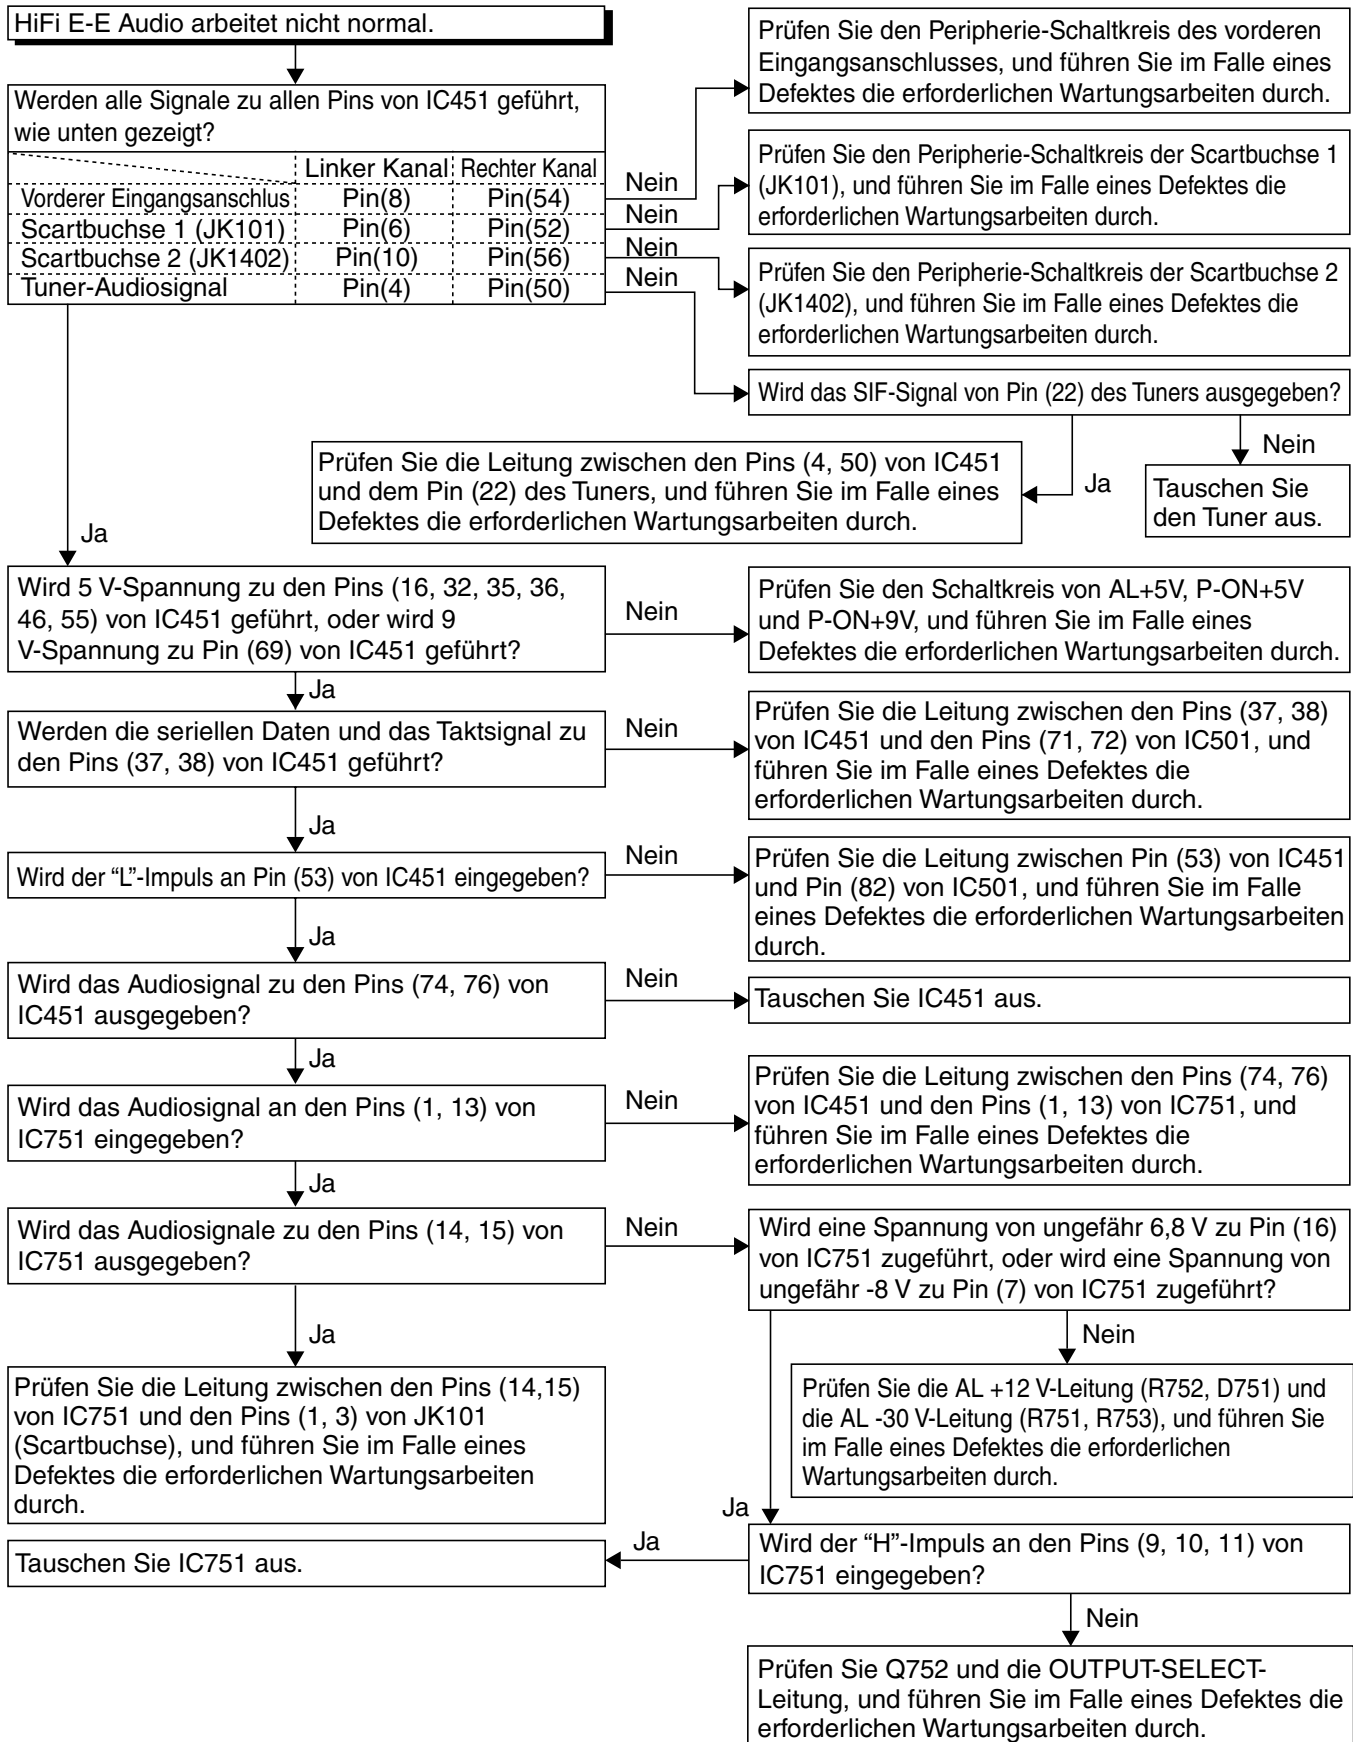 HiFi E-E Audio arbeitet nicht normal.
Prüfen Sie den Peripherie-Schaltkreis des vorderen
Eingangsanschlusses, und führen Sie im Falle eines
Defektes die erforderlichen Wartungsarbeiten durch.
Werden alle Signale zu allen Pins von IC451 geführt,
wie unten gezeigt?
Linker Kanal Rechter Kanal
Vorderer Eingangsanschlus Pin(8) Pin(54) Nein
Scartbuchse 1 (JK101) Pin(6) Pin(52) Nein
Scartbuchse 2 (JK1402) Pin(10) Pin(56) Nein
Tuner-Audiosignal Pin(4) Pin(50) Nein
Prüfen Sie den Peripherie-Schaltkreis der Scartbuchse 1
(JK101), und führen Sie im Falle eines Defektes die
erforderlichen Wartungsarbeiten durch.
Prüfen Sie den Peripherie-Schaltkreis der Scartbuchse 2
(JK1402), und führen Sie im Falle eines Defektes die
erforderlichen Wartungsarbeiten durch.
Wird das SIF-Signal von Pin (22) des Tuners ausgegeben?
Nein
Ja
Tauschen Sie
den Tuner aus.
Prüfen Sie die Leitung zwischen den Pins (4, 50) von IC451
und dem Pin (22) des Tuners, und führen Sie im Falle eines
Defektes die erforderlichen Wartungsarbeiten durch.
Ja
Wird 5 V-Spannung zu den Pins (16, 32, 35, 36,
46, 55) von IC451 geführt, oder wird 9
V-Spannung zu Pin (69) von IC451 geführt?
Nein
Prüfen Sie den Schaltkreis von AL+5V, P-ON+5V
und P-ON+9V, und führen Sie im Falle eines
Defektes die erforderlichen Wartungsarbeiten durch.
Ja
Werden die seriellen Daten und das Taktsignal zu
den Pins (37, 38) von IC451 geführt?
Nein
Prüfen Sie die Leitung zwischen den Pins (37, 38)
von IC451 und den Pins (71, 72) von IC501, und
führen Sie im Falle eines Defektes die
erforderlichen Wartungsarbeiten durch.
Ja
Wird der “L”-Impuls an Pin (53) von IC451 eingegeben?
Nein
Prüfen Sie die Leitung zwischen Pin (53) von IC451
und Pin (82) von IC501, und führen Sie im Falle
eines Defektes die erforderlichen Wartungsarbeiten
durch.
Ja
Wird das Audiosignal zu den Pins (74, 76) von
IC451 ausgegeben?
Nein
Tauschen Sie IC451 aus.
Ja
Wird das Audiosignal an den Pins (1, 13) von
IC751 eingegeben?
Nein
Prüfen Sie die Leitung zwischen den Pins (74, 76)
von IC451 und den Pins (1, 13) von IC751, und
führen Sie im Falle eines Defektes die
erforderlichen Wartungsarbeiten durch.
Ja
Wird das Audiosignale zu den Pins (14, 15) von
IC751 ausgegeben?
Nein
Wird eine Spannung von ungefähr 6,8 V zu Pin (16)
von IC751 zugeführt, oder wird eine Spannung von
ungefähr -8 V zu Pin (7) von IC751 zugeführt?
Ja
Nein
Prüfen Sie die Leitung zwischen den Pins (14,15)
von IC751 und den Pins (1, 3) von JK101
(Scartbuchse), und führen Sie im Falle eines
Defektes die erforderlichen Wartungsarbeiten
durch.
Prüfen Sie die AL +12 V-Leitung (R752, D751) und
die AL -30 V-Leitung (R751, R753), und führen Sie
im Falle eines Defektes die erforderlichen
Wartungsarbeiten durch.
Ja
Tauschen Sie IC751 aus.
Ja
Wird der “H”-Impuls an den Pins (9, 10, 11) von
IC751 eingegeben?
Nein
Prüfen Sie Q752 und die OUTPUT-SELECT-
Leitung, und führen Sie im Falle eines Defektes die
erforderlichen Wartungsarbeiten durch.